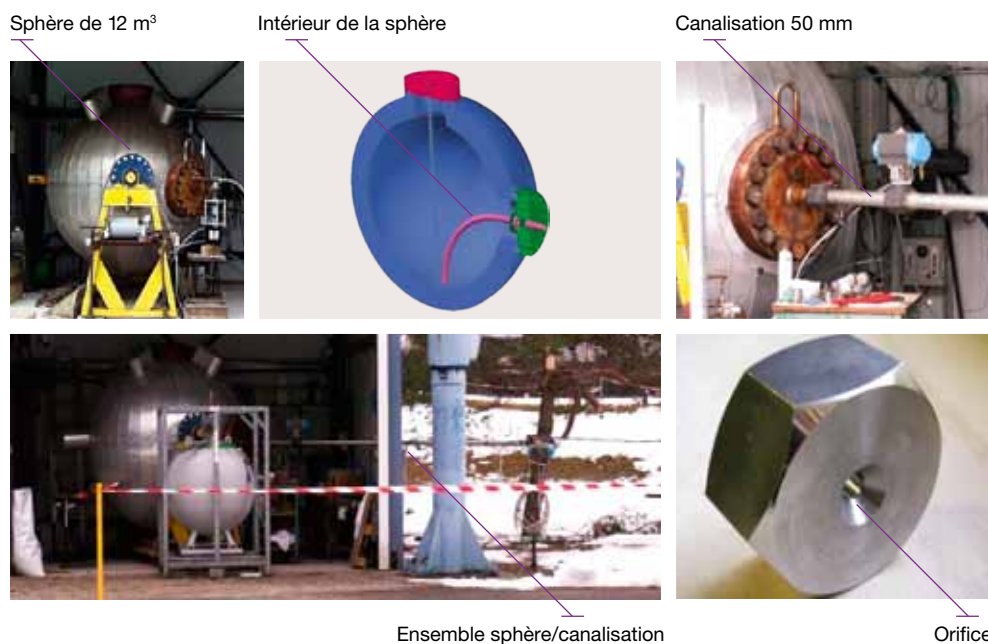 Sphère de 12 m³
Intérieur de la sphère
Canalisation 50 mm
Ensemble sphère/canalisation
Orifice